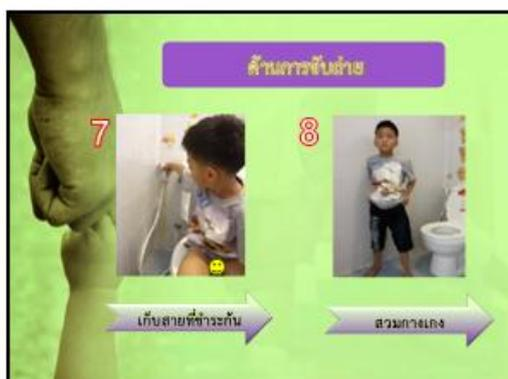 ด้านการขับถ่าย
7
8
เก็บสายที่ชำระก้น
สวมกางเกง